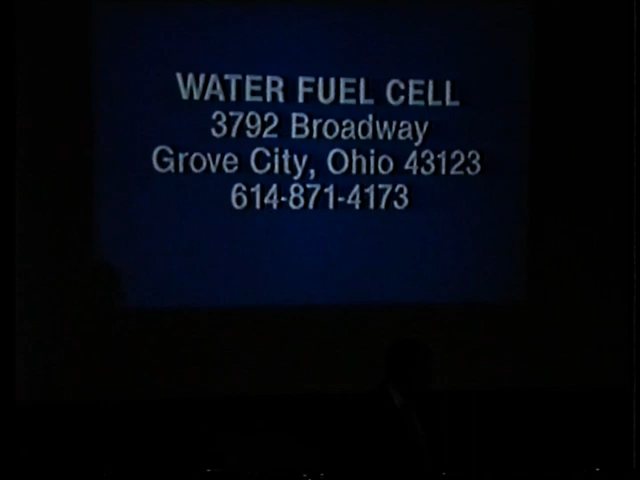 WATER FUEL CELL
3792 Broadway
Grove City, Ohio 43123
614-871-4173